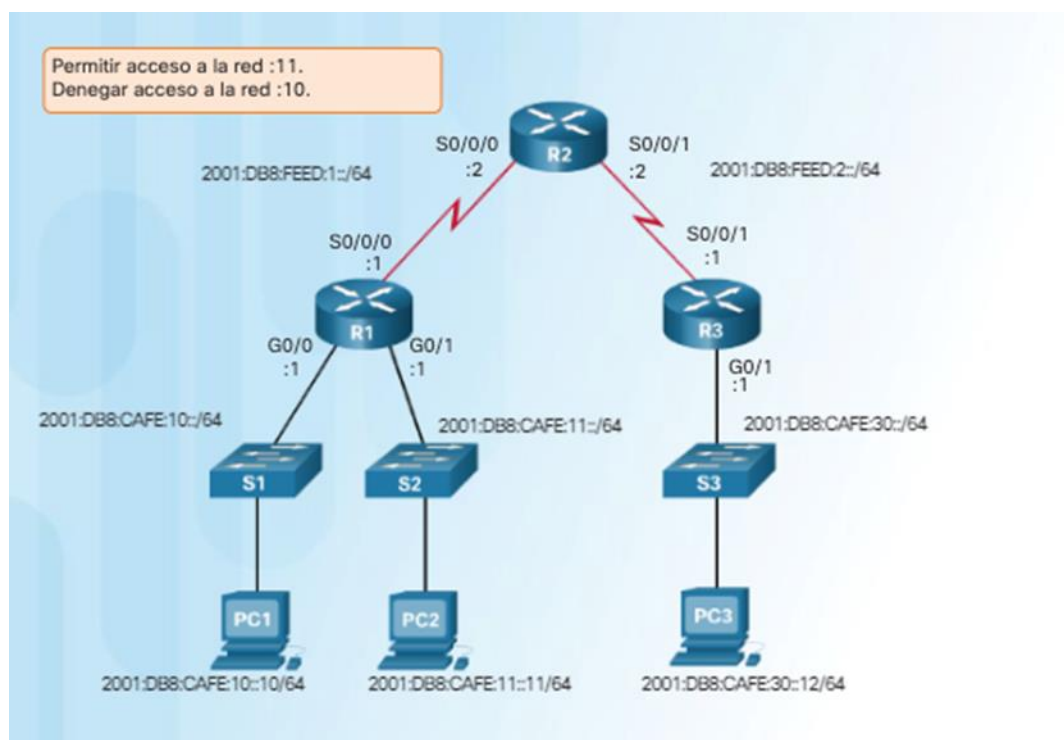 Permitir acceso a la red :11.
Denegar acceso a la red :10.
S0/0/0
:2
R2
S0/0/1
:2
2001:DB8:FEED:1::/64
2001:DB8:FEED:2::/64
S0/0/0
:1
S0/0/1
:1
R1
R3
G0/0
:1
G0/1
:1
G0/1
:1
2001:DB8:CAFE:10::/64
2001:DB8:CAFE:11::/64
2001:DB8:CAFE:30::/64
S1
S2
S3
PC1
PC2
PC3
2001:DB8:CAFE:10::10/64
2001:DB8:CAFE:11::11/64
2001:DB8:CAFE:30::12/64